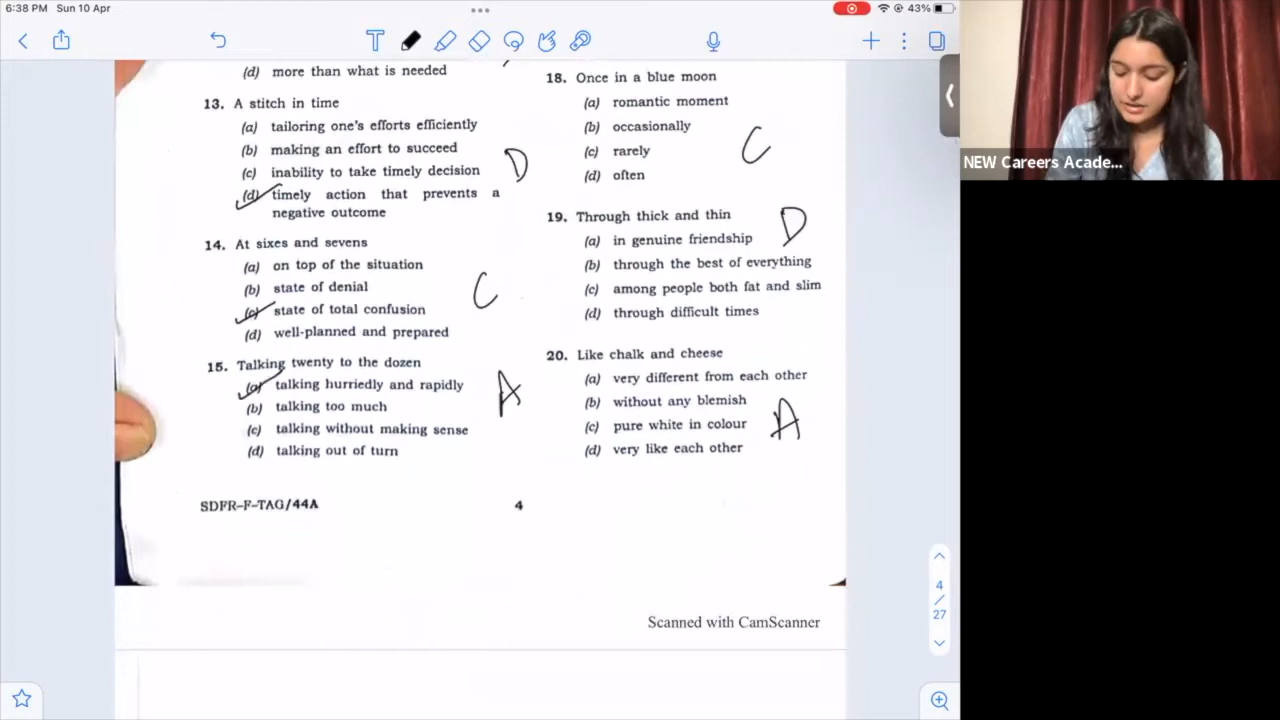 6:38 PM Sun 10 Apr
43%
(d) more than what is needed
13. A stitch in time
(a) tailoring one's efforts efficiently
(b) making an effort to succeed
(c) inability to take timely decision
(d) timely action that prevents a
negative outcome
D
14. At sixes and sevens
(a) on top of the situation
(b) state of denial
(c) state of total confusion
(d) well-planned and prepared
C
15. Talking twenty to the dozen
(a) talking hurriedly and rapidly
(b) talking too much
(c) talking without making sense
(d) talking out of turn
A
SDFR-F-TAG/44A
4
18. Once in a blue moon
(a) romantic moment
(b) occasionally
(c) rarely
(d) often
C
19. Through thick and thin
(a) in genuine friendship
(b) through the best of everything
(c) among people both fat and slim
(d) through difficult times
D
20. Like chalk and cheese
(a) very different from each other
(b) without any blemish
(c) pure white in colour
(d) very like each other
A
Scanned with CamScanner
4
/
27
NEW Careers Acade...